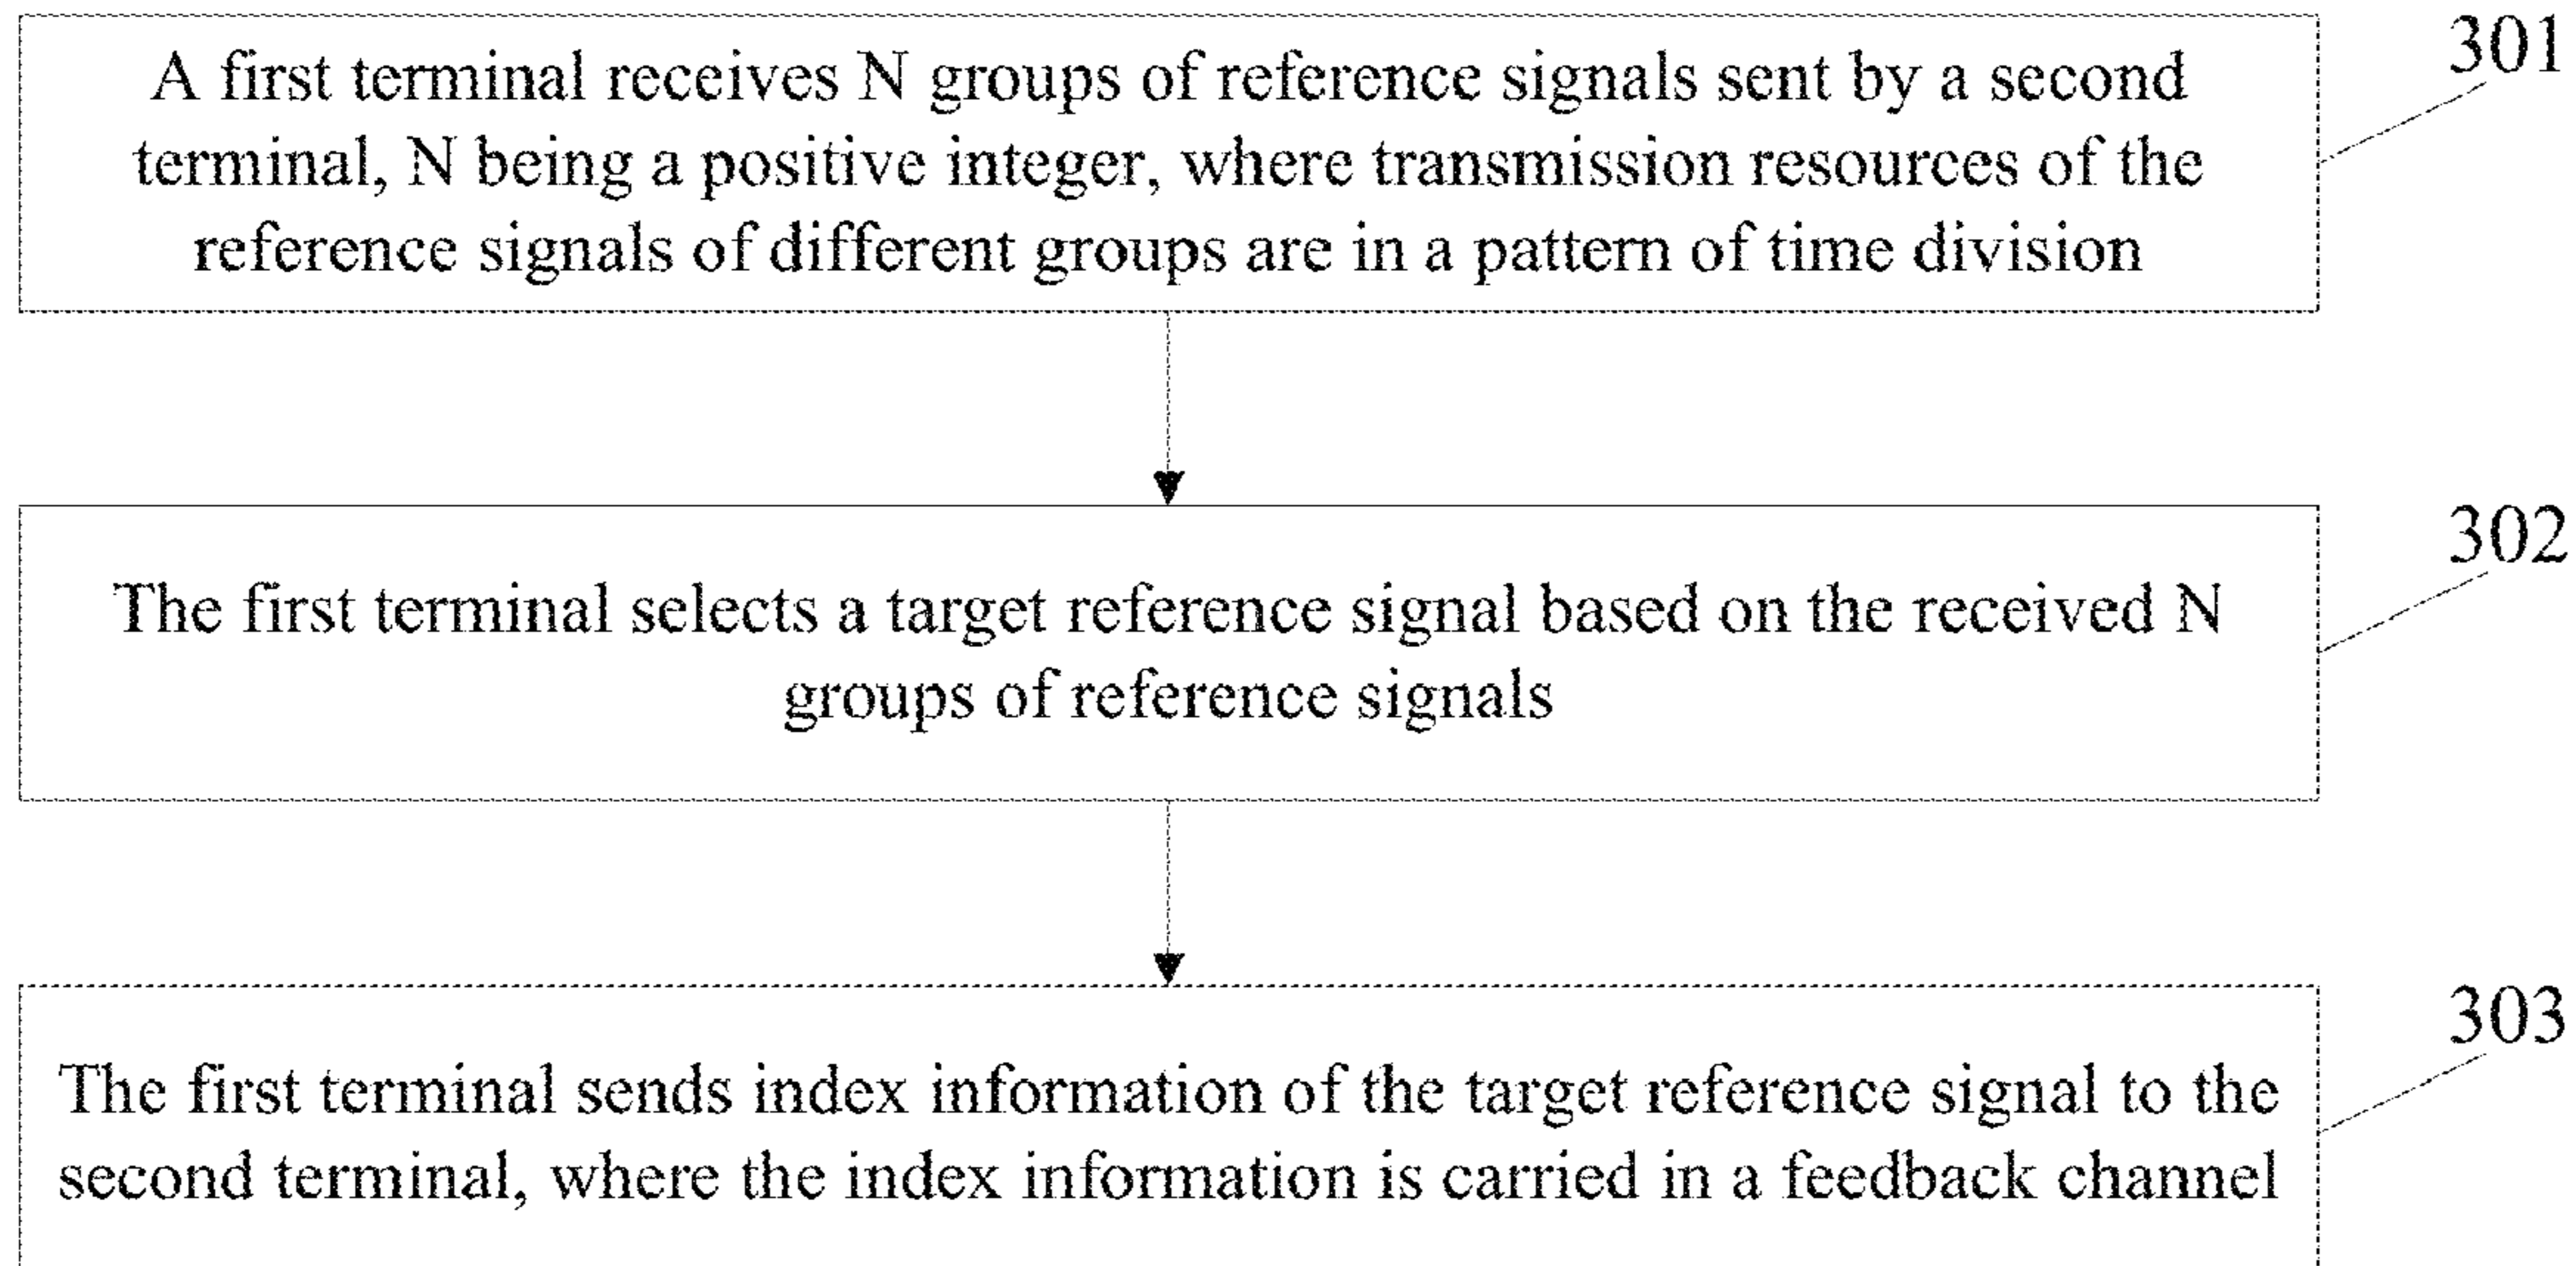 A first terminal receives N groups of reference signals sent by a second
terminal, N being a positive integer, where transmission resources of the
reference signals of different groups are in a pattern of time division
301
The first terminal selects a target reference signal based on the received N
groups of reference signals
302
The first terminal sends index information of the target reference signal to the
second terminal, where the index information is carried in a feedback channel
303